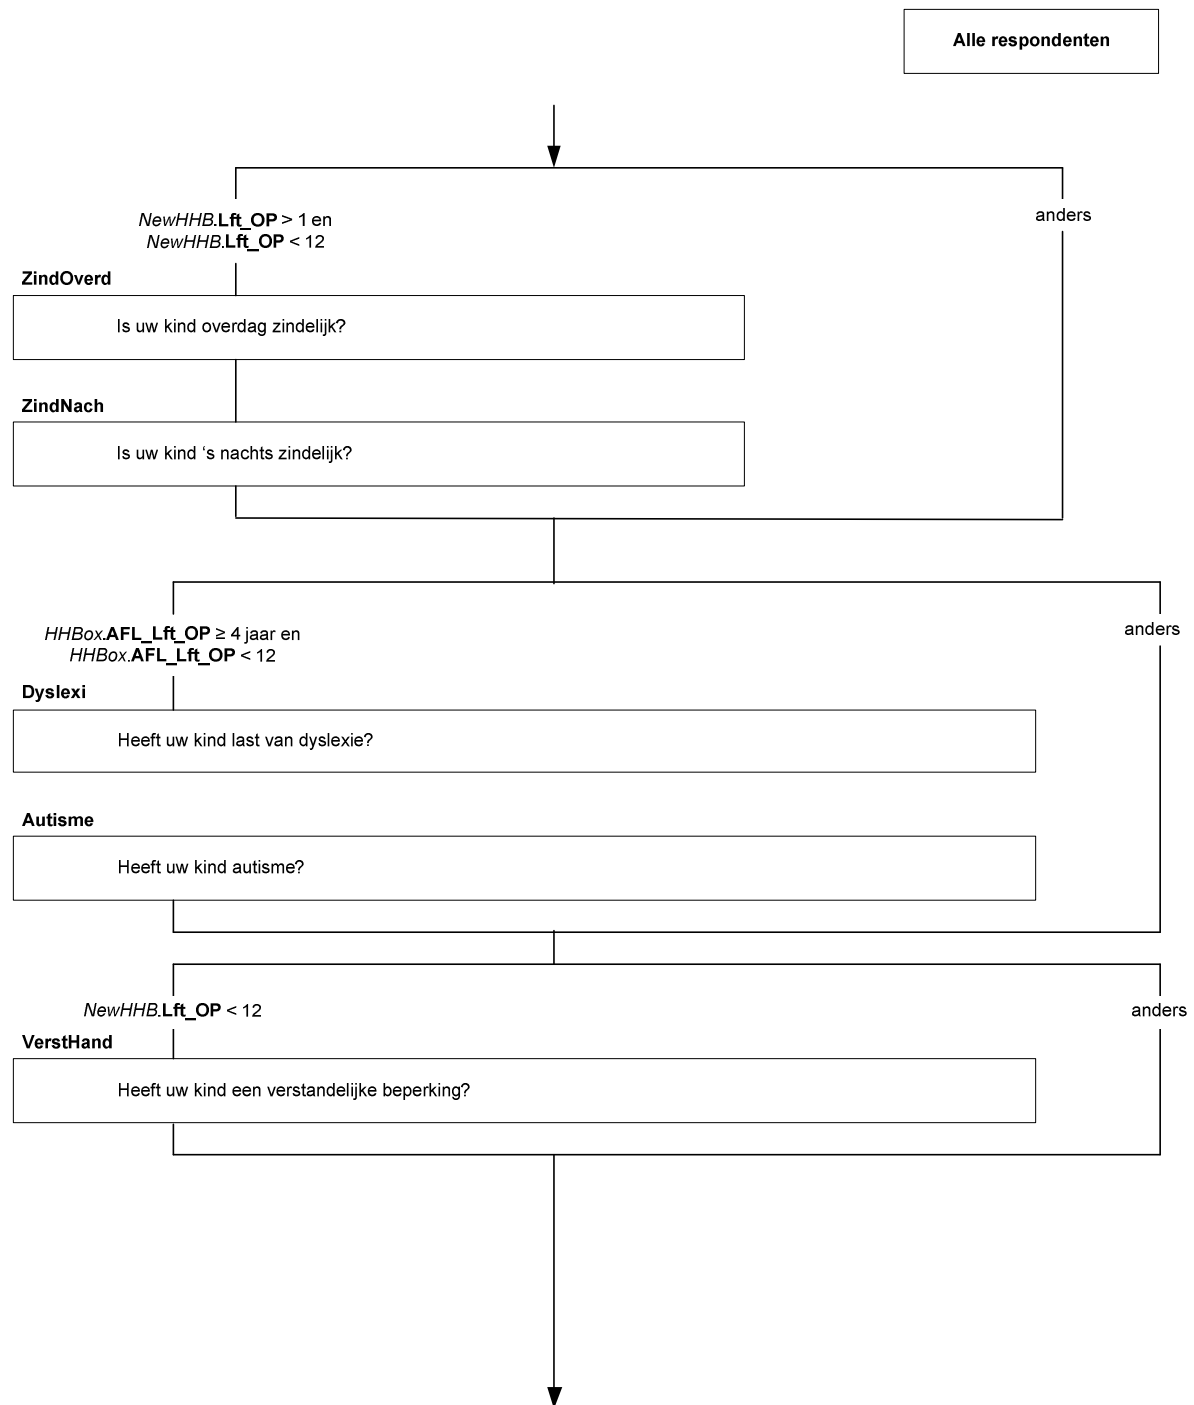 Alle respondenten
NewHHB.Lft_OP > 1 en
NewHHB.Lft_OP < 12
anders
ZindOverd
Is uw kind overdag zindelijk?
ZindNach
Is uw kind ‘s nachts zindelijk?
HHBox.AFL_Lft_OP ≥ 4 jaar en
HHBox.AFL_Lft_OP < 12
anders
Dyslexi
Heeft uw kind last van dyslexie?
Autisme
Heeft uw kind autisme?
NewHHB.Lft_OP < 12
anders
VerstHand
Heeft uw kind een verstandelijke beperking?